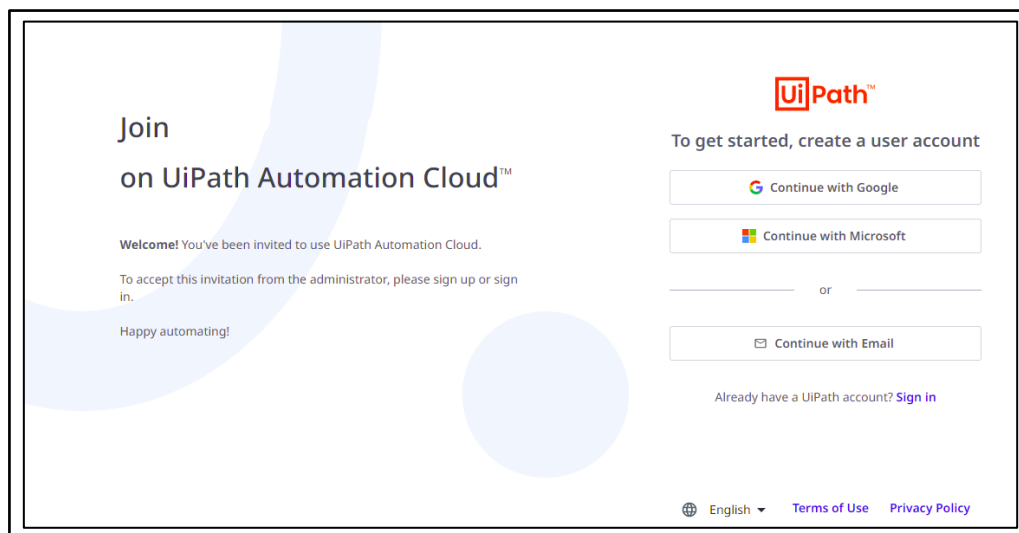 Join
on UiPath Automation Cloud™
Welcome! You've been invited to use UiPath Automation Cloud.
To accept this invitation from the administrator, please sign up or sign
in.
Happy automating!
UiPath™
To get started, create a user account
Continue with Google
Continue with Microsoft
or
Continue with Email
Already have a UiPath account? Sign in
English Terms of Use Privacy Policy